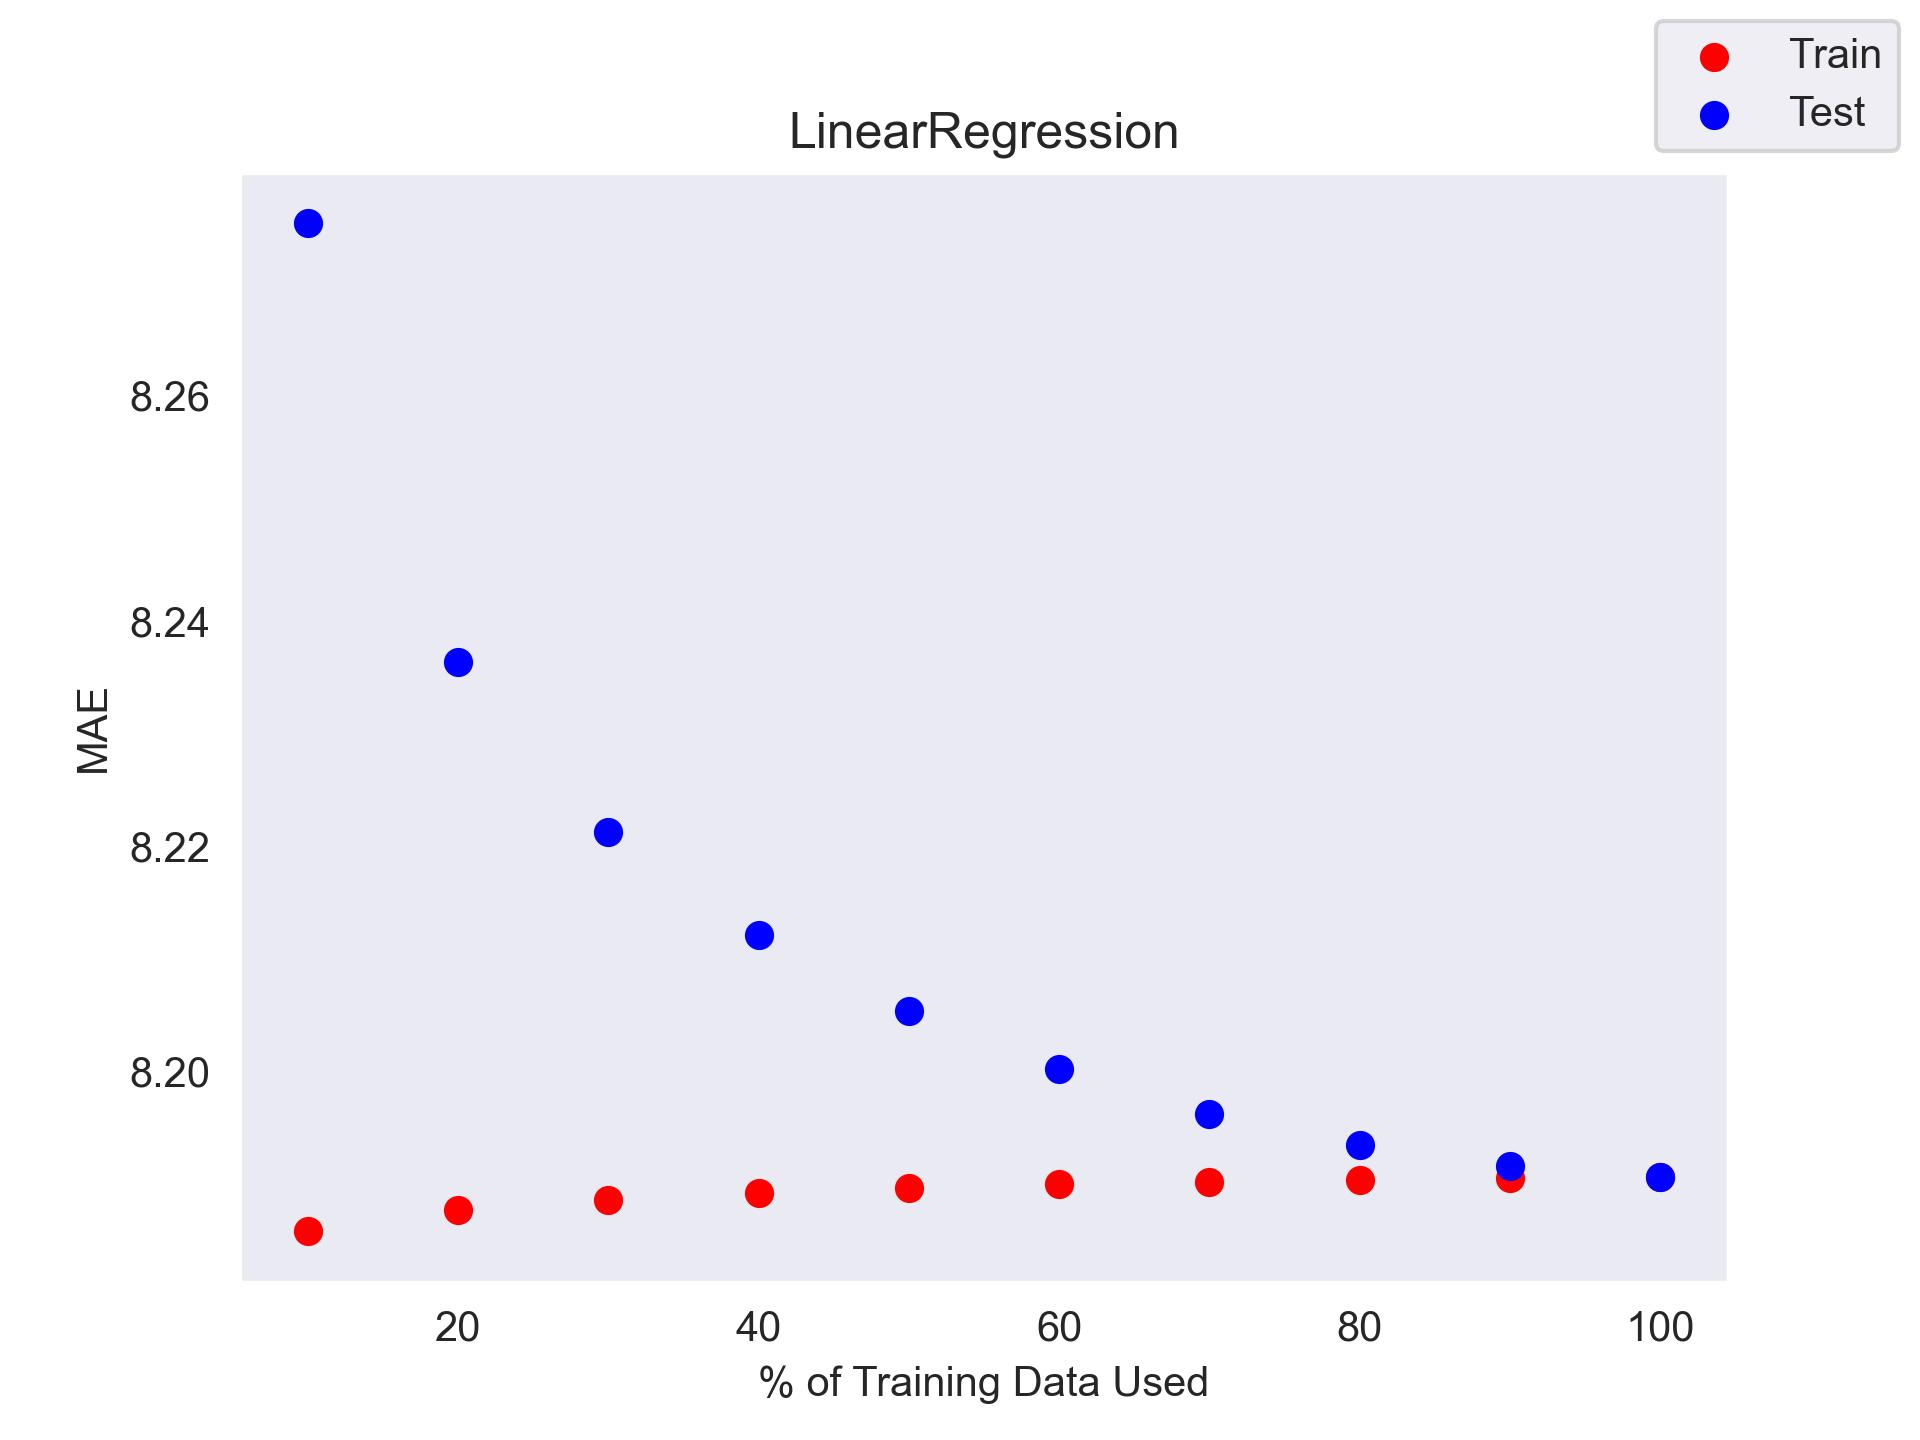 Train
Test
LinearRegression
8.26
8.24
8.22
8.20
MAE
20 40 60 80 100
% of Training Data Used